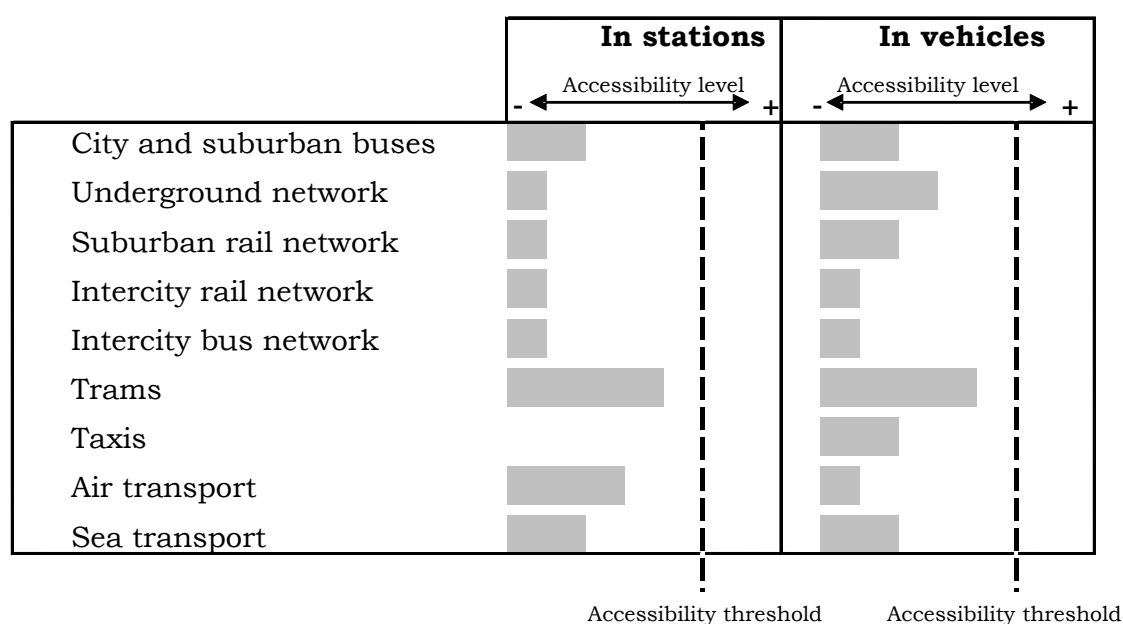 In stations In vehicles
Accessibility level Accessibility level
- + - +
City and suburban buses
Underground network
Suburban rail network
Intercity rail network
Intercity bus network
Trams
Taxis
Air transport
Sea transport
Accessibility threshold Accessibility threshold